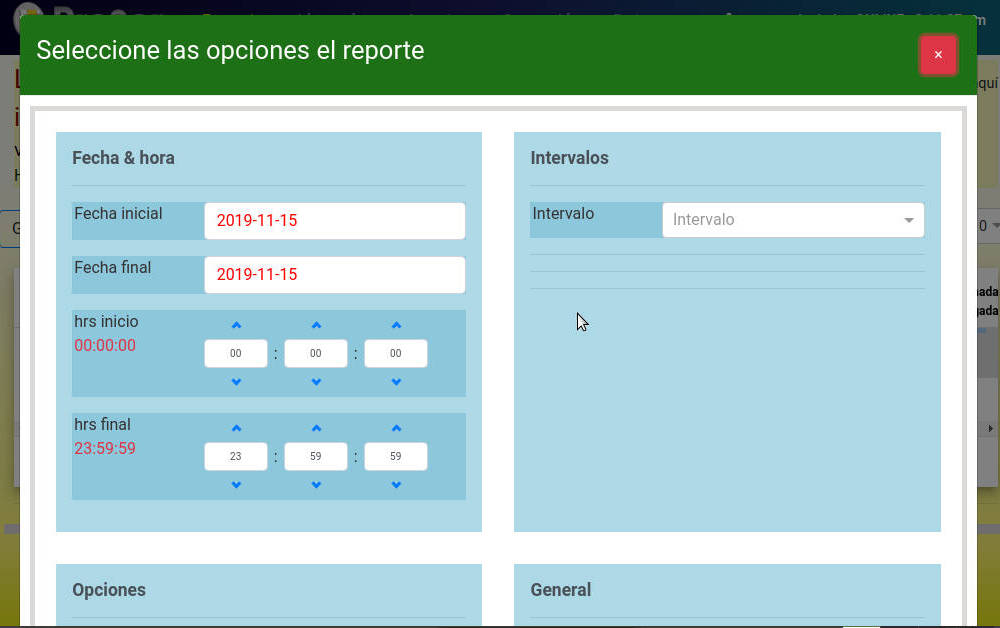 Seleccione las opciones el reporte
×
Fecha & hora
Fecha inicial
2019-11-15
Fecha final
2019-11-15
hrs inicio
00:00:00
00 : 00 : 00
hrs final
23:59:59
23 : 59 : 59
Intervalos
Intervalo
Intervalo
Opciones
General